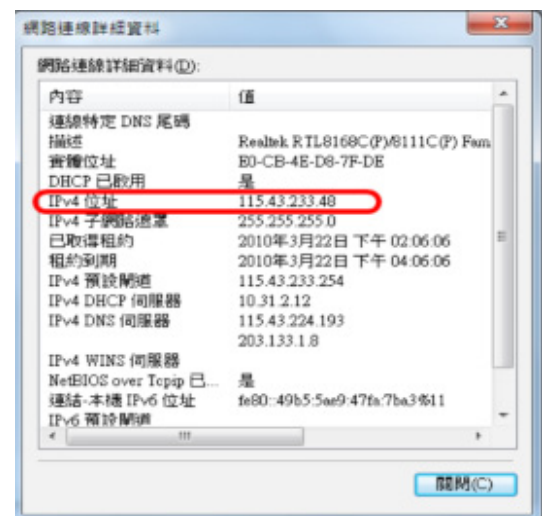 網路連線詳細資料
網路連線詳細資料(D):
內容 值
連線特定 DNS 尾碼
描述 Realtek RTL8168C(P)/8111C(P) Fam
實體位址 E0-CB-4E-D8-7F-DE
DHCP 已啟用 是
IPv4 位址 115.43.233.48
IPv4 子網路遮罩 255.255.255.0
已取得租約 2010年3月22日 下午 02:06:06
租約到期 2010年3月22日 下午 04:06:06
IPv4 預設閘道 115.43.233.254
IPv4 DHCP 伺服器 10.31.2.12
IPv4 DNS 伺服器 115.43.224.193
203.133.1.8
IPv4 WINS 伺服器
NetBIOS over Tcpip 已... 是
連結-本機 IPv6 位址 fe80::49b5:5ae9:47fa:7ba3%11
IPv6 預設閘道
關閉(C)